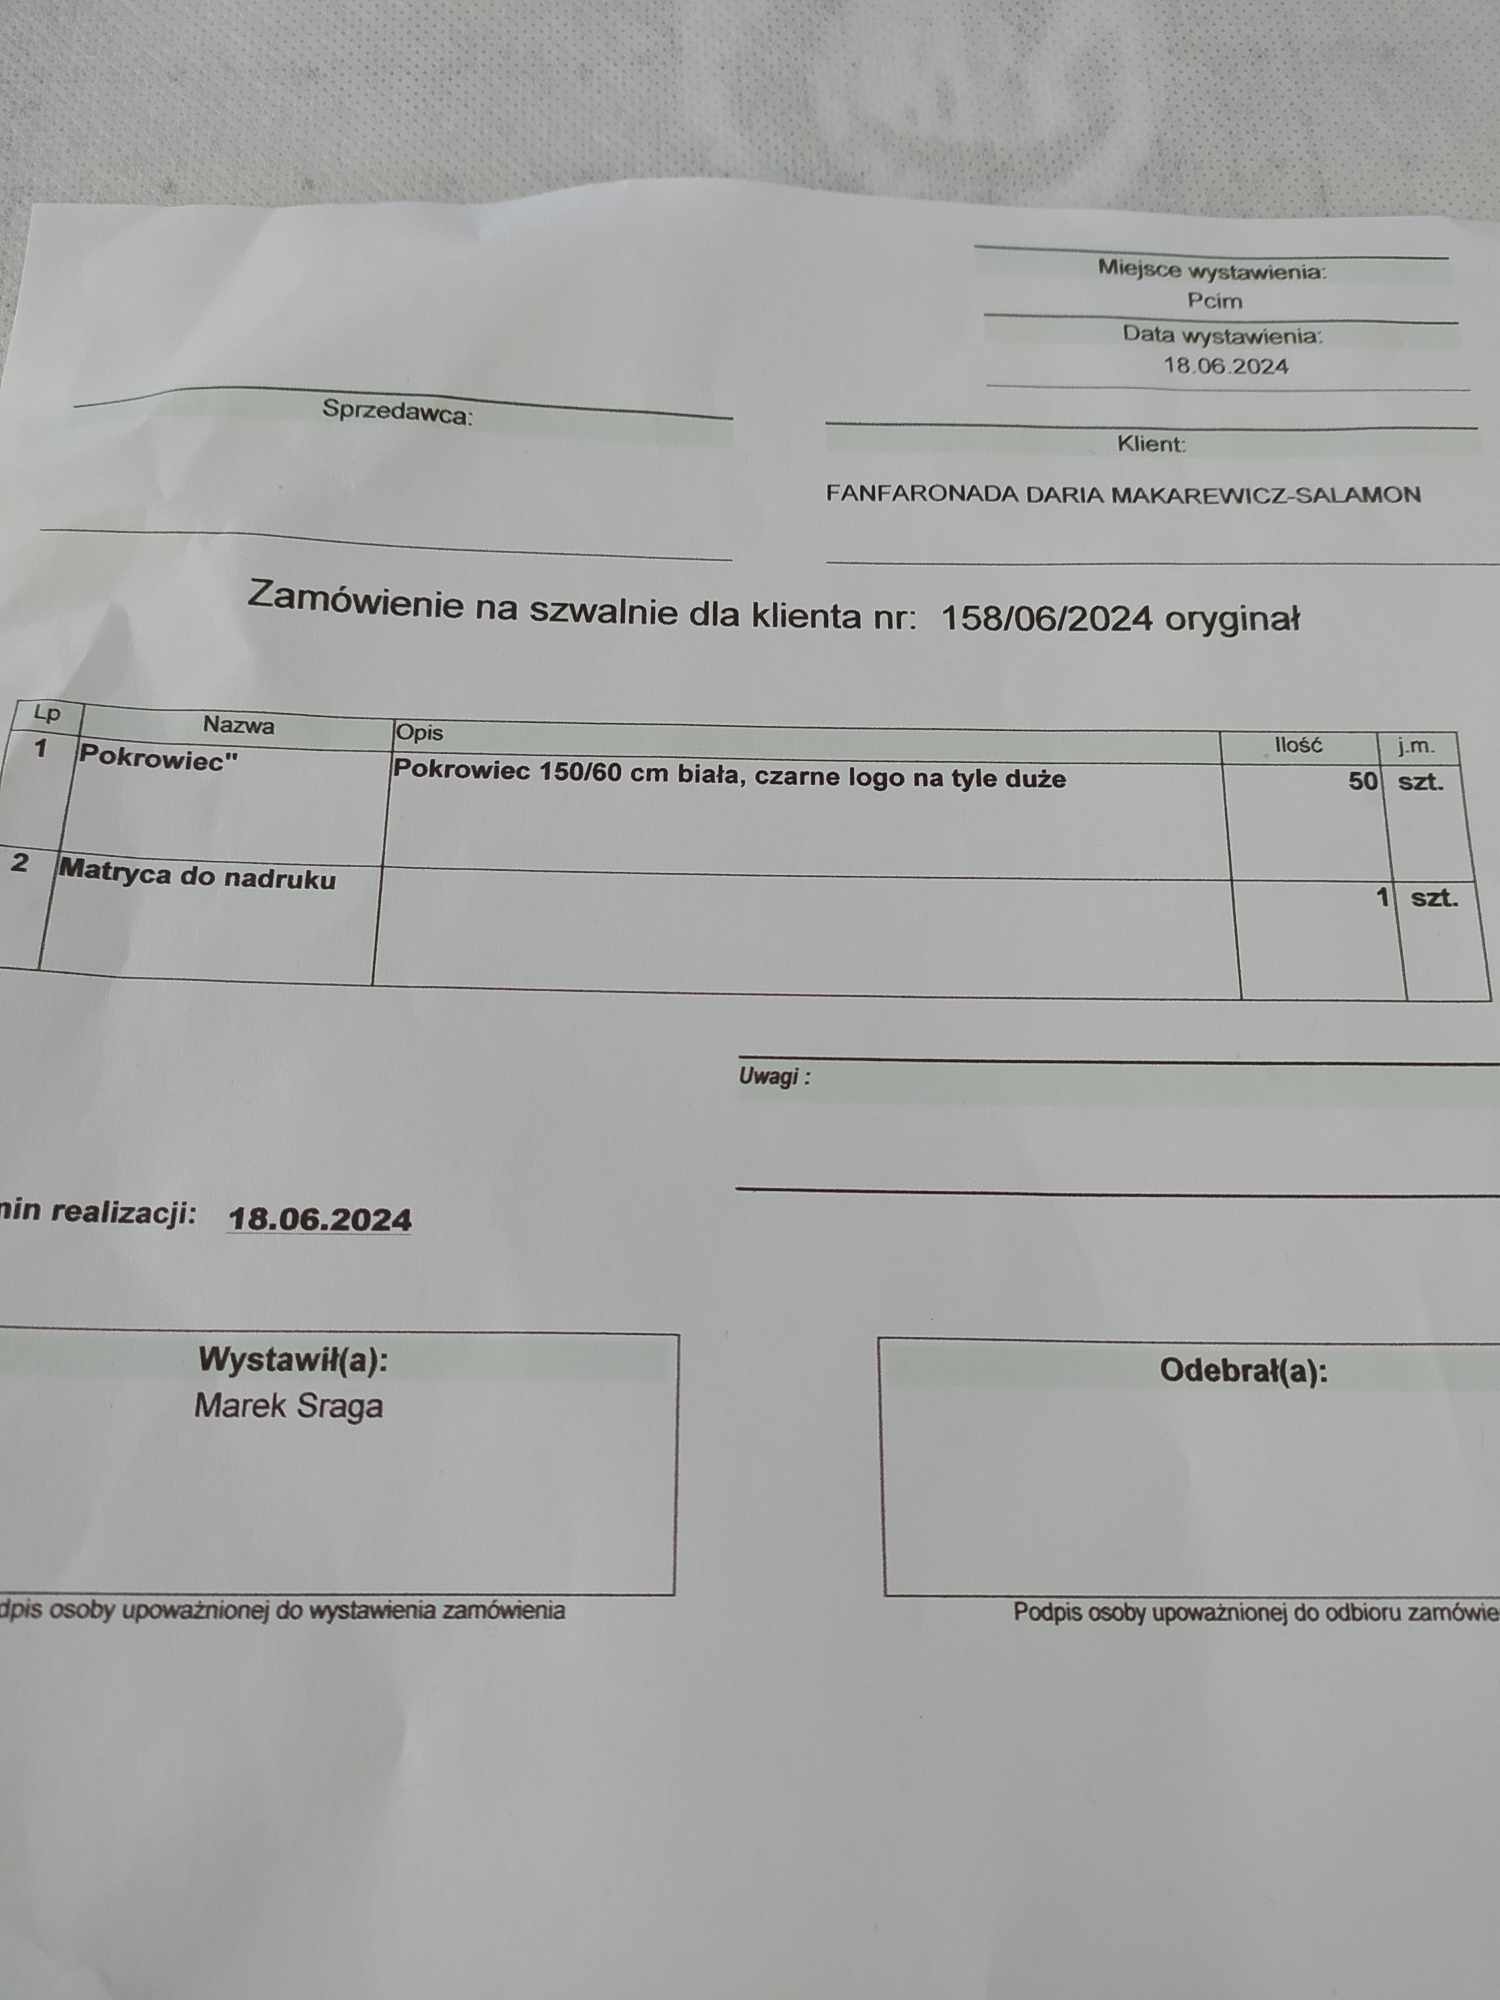 Miejsce wystawienia:
Pcim
Data wystawienia:
18.06.2024
Sprzedawca:
Klient:
FANFARONADA DARIA MAKAREWICZ-SALAMON
Zamówienie na szwalnie dla klienta nr: 158/06/2024 oryginał
Lp Nazwa Opis Ilość j.m.
1 Pokrowiec" Pokrowiec 150/60 cm biała, czarne logo na tyle duże 50 szt.
2 Matryca do nadruku 1 szt.
Uwagi :
min realizacji: 18.06.2024
Wystawił(a):
Marek Sraga
Odebrał(a):
dpis osoby upoważnionej do wystawienia zamówienia
Podpis osoby upoważnionej do odbioru zamówie